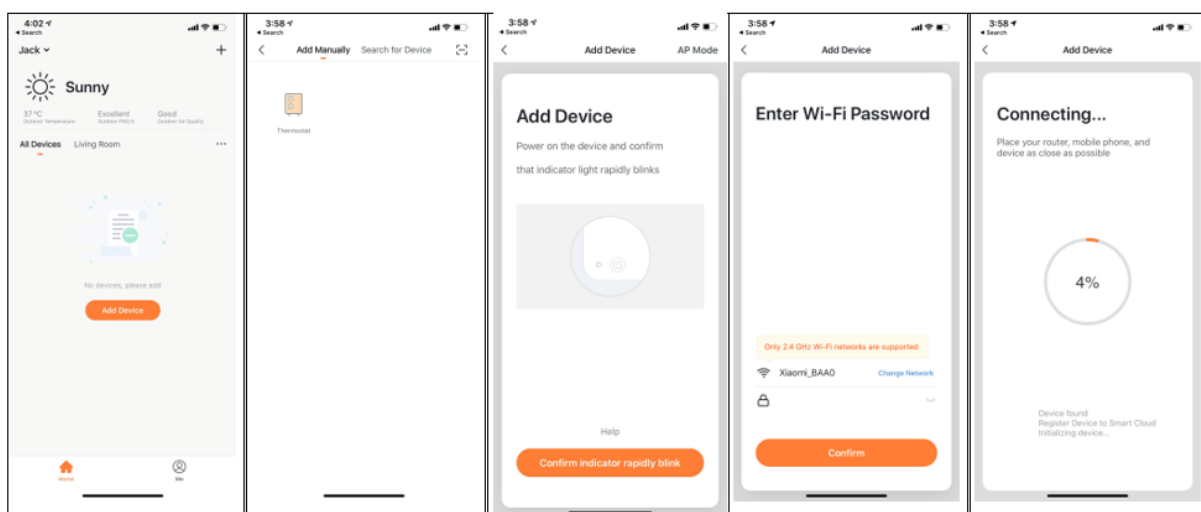 4:02
Search
Jack
Sunny
37 °C
Outdoor Temperature
Excellent
Outdoor PM2.5
Good
Outdoor Air Quality
All Devices
Living Room
No devices, please add
Add Device
Home
Me
3:58
Search
Add Manually
Search for Device
Thermostat
3:58
Search
Add Device
AP Mode
Add Device
Power on the device and confirm
that indicator light rapidly blinks
Help
Confirm indicator rapidly blink
3:58
Search
Add Device
Enter Wi-Fi Password
Only 2.4 GHz Wi-Fi networks are supported
Xiaomi_BAA0
Change Network
Confirm
3:58
Search
Add Device
Connecting...
Place your router, mobile phone, and
device as close as possible
4%
Device found
Register Device to Smart Cloud
Initializing device...